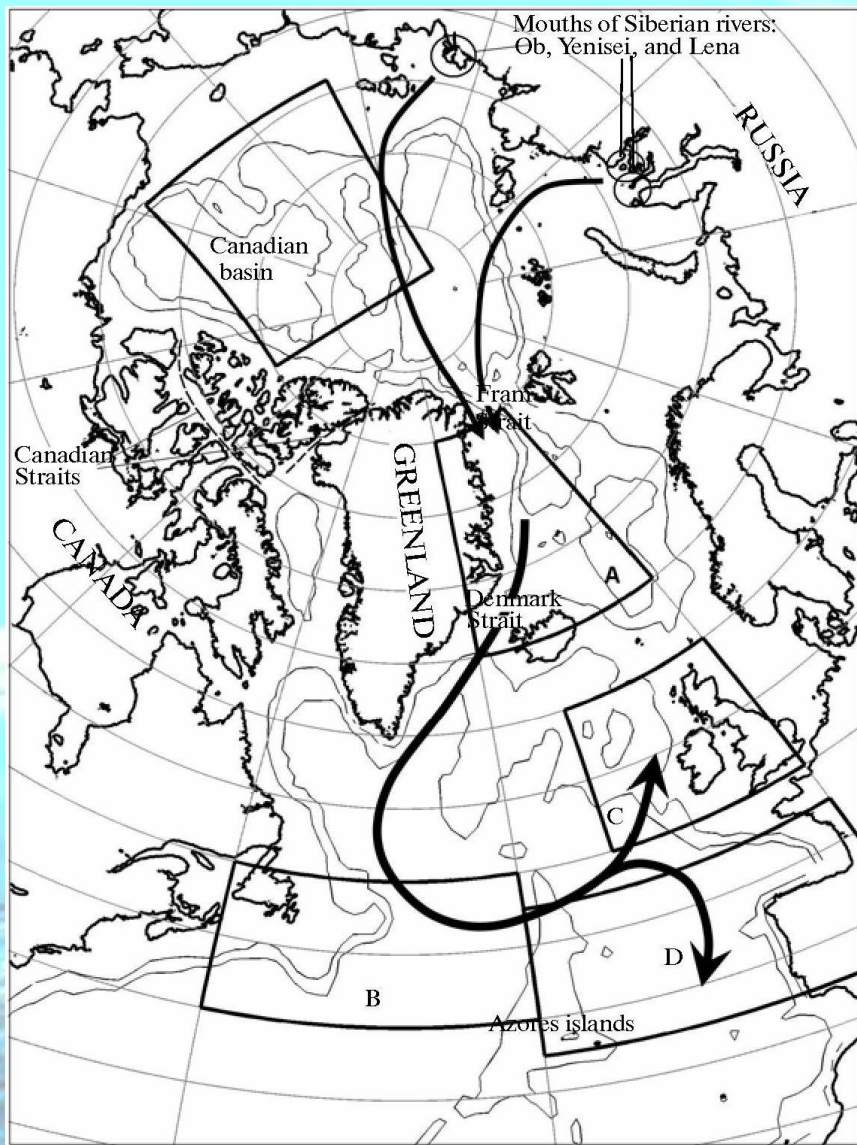 Mouths of Siberian rivers:
Ob, Yenisei, and Lena
RUSSIA
Canadian
basin
Fram
Strait
Canadian
Straits
GREENLAND
CANADA
A
Denmark
Strait
C
D
B
Azores islands